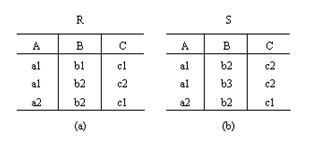 R S
A B C A B C
a1 b1 c1 a1 b2 c2
a1 b2 c2 a1 b3 c2
a2 b2 c1 a2 b2 c1
(a) (b)